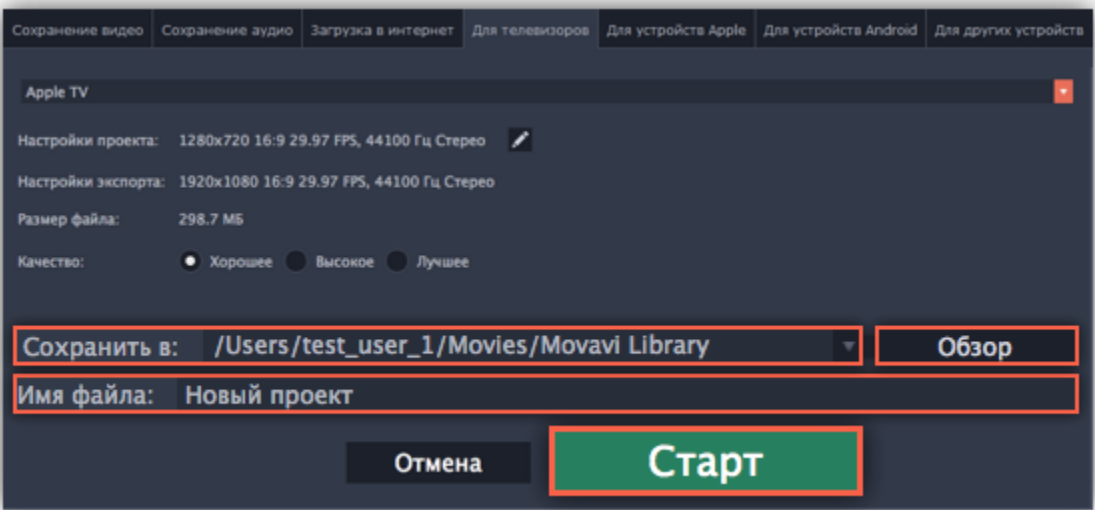 Сохранение видео Сохранение аудио Загрузка в интернет Для телевизоров Для устройств Apple Для устройств Android Для других устройств
Apple TV
Настройки проекта: 1280x720 16:9 29.97 FPS, 44100 Гц Стерео
Настройки экспорта: 1920x1080 16:9 29.97 FPS, 44100 Гц Стерео
Размер файла: 298.7 МБ
Качество: Хорошее Высокое Лучшее
Сохранить в: /Users/test_user_1/Movies/Movavi Library Обзор
Имя файла: Новый проект
Отмена Старт